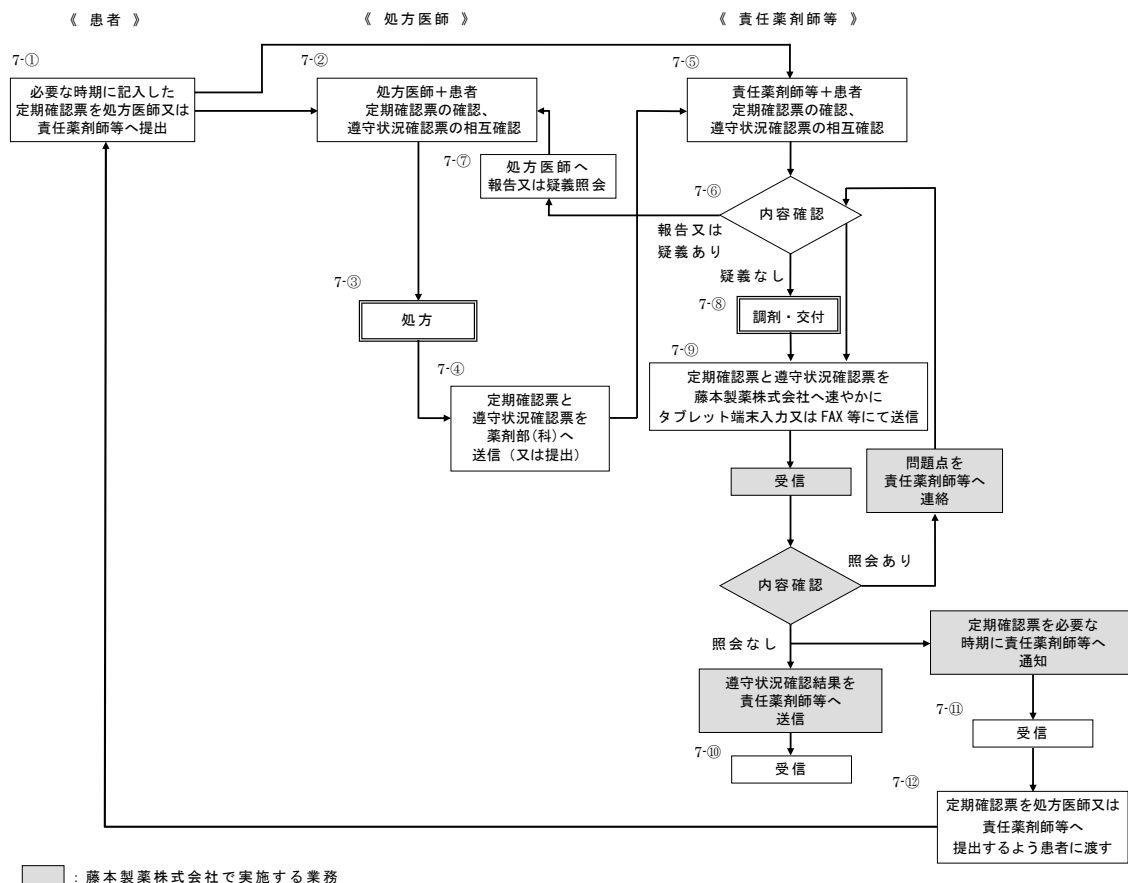 《 患者 》
《 処方医師 》
《 責任薬剤師等 》
7-①
必要な時期に記入した
定期確認票を処方医師又は
責任薬剤師等へ提出
7-②
処方医師+患者
定期確認票の確認、
遵守状況確認票の相互確認
7-⑤
責任薬剤師等+患者
定期確認票の確認、
遵守状況確認票の相互確認
7-⑦
処方医師へ
報告又は疑義照会
7-⑥
内容確認
報告又は
疑義あり
疑義なし
7-③
処方
7-⑧
調剤・交付
7-④
定期確認票と
遵守状況確認票を
薬剤部(科)へ
送信(又は提出)
7-⑨
定期確認票と遵守状況確認票を
藤本製薬株式会社へ速やかに
タブレット端末入力又は FAX 等にて送信
受信
問題点を
責任薬剤師等へ
連絡
内容確認
照会あり
照会なし
定期確認票を必要な
時期に責任薬剤師等へ
通知
遵守状況確認結果を
責任薬剤師等へ
送信
7-⑪
受信
7-⑩
受信
7-⑫
定期確認票を処方医師又は
責任薬剤師等へ
提出するよう患者に渡す
:藤本製薬株式会社で実施する業務